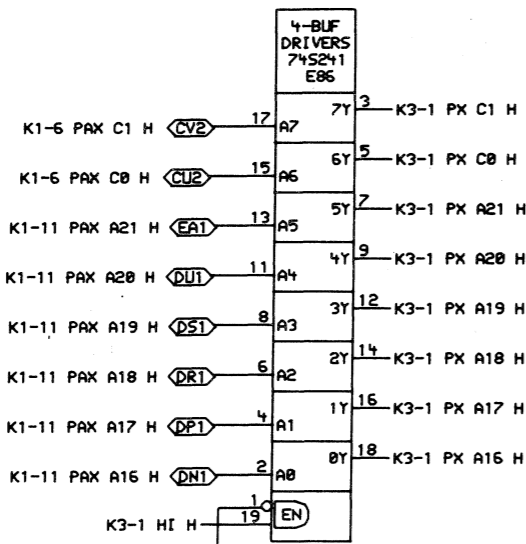 4-BUF
DRIVERS
74S241
E86
K1-6 PAX C1 H CV2 17 A7 7Y 3 K3-1 PX C1 H
K1-6 PAX C0 H CU2 15 A6 6Y 5 K3-1 PX C0 H
K1-11 PAX A21 H EA1 13 A5 5Y 7 K3-1 PX A21 H
K1-11 PAX A20 H DU1 11 A4 4Y 9 K3-1 PX A20 H
K1-11 PAX A19 H DS1 8 A3 3Y 12 K3-1 PX A19 H
K1-11 PAX A18 H DR1 6 A2 2Y 14 K3-1 PX A18 H
K1-11 PAX A17 H DP1 4 A1 1Y 16 K3-1 PX A17 H
K1-11 PAX A16 H DN1 2 A0 0Y 18 K3-1 PX A16 H
1
K3-1 HI H 19 EN